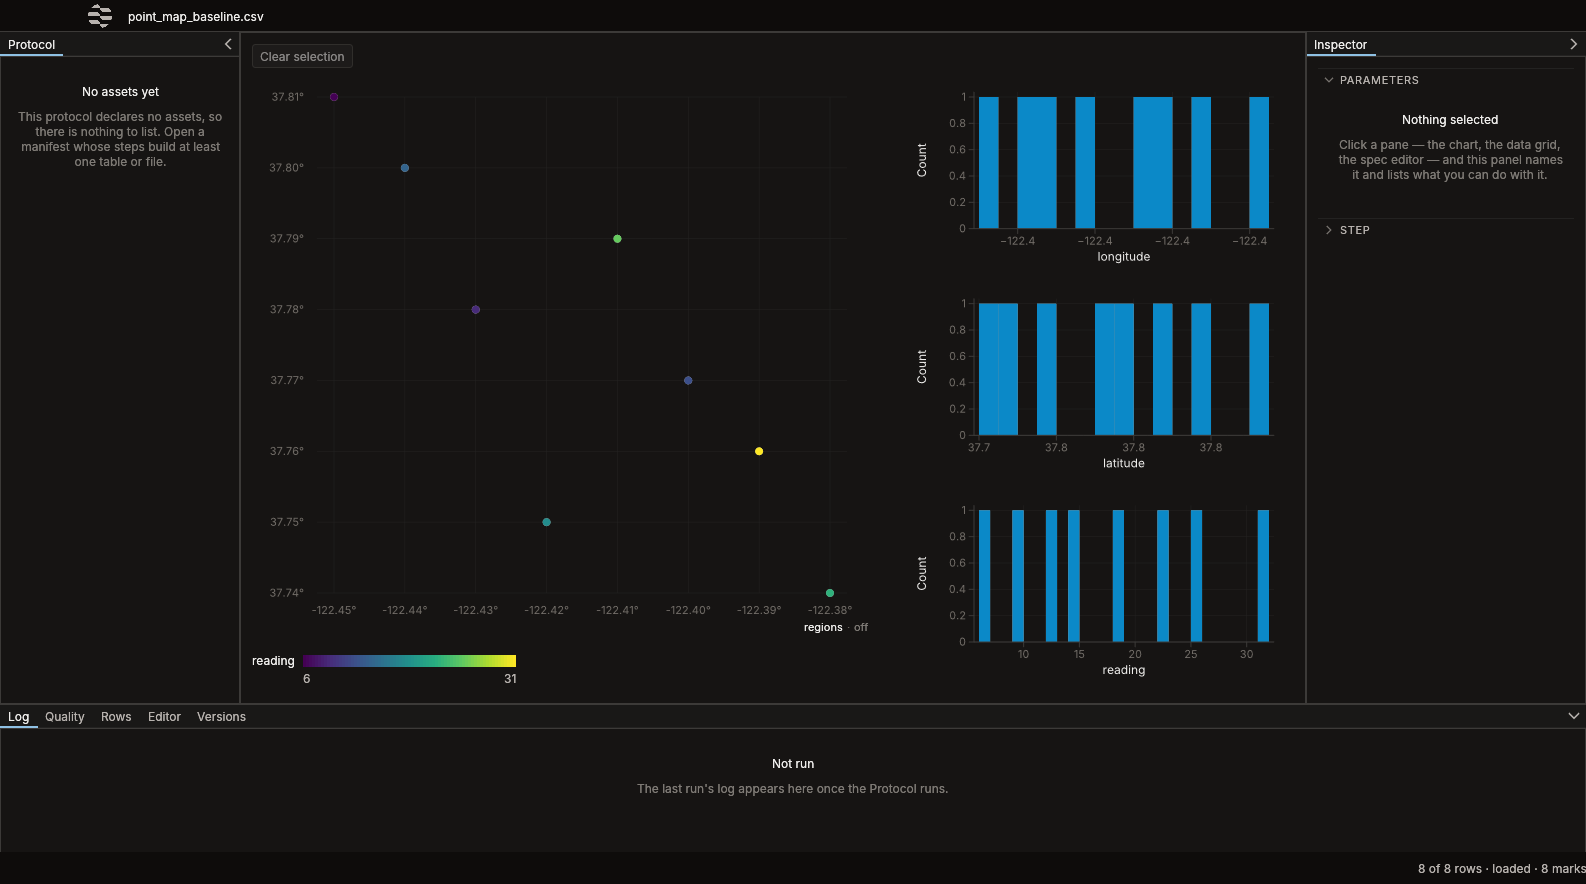 point_map_baseline.csv
Protocol
No assets yet
This protocol declares no assets, so
there is nothing to list. Open a
manifest whose steps build at least
one table or file.
Clear selection
37.81°
37.80°
37.79°
37.78°
37.77°
37.76°
37.75°
37.74°
-122.45°
-122.44°
-122.43°
-122.42°
-122.41°
-122.40°
-122.39°
-122.38°
regions · off
reading
6
31
Count
1
0.8
0.6
0.4
0.2
0
−122.4
−122.4
−122.4
−122.4
longitude
Count
1
0.8
0.6
0.4
0.2
0
37.7
37.8
37.8
37.8
latitude
Count
1
0.8
0.6
0.4
0.2
0
10
15
20
25
30
reading
Inspector
PARAMETERS
Nothing selected
Click a pane — the chart, the data grid,
the spec editor — and this panel names
it and lists what you can do with it.
STEP
Log
Quality
Rows
Editor
Versions
Not run
The last run's log appears here once the Protocol runs.
8 of 8 rows · loaded · 8 marks